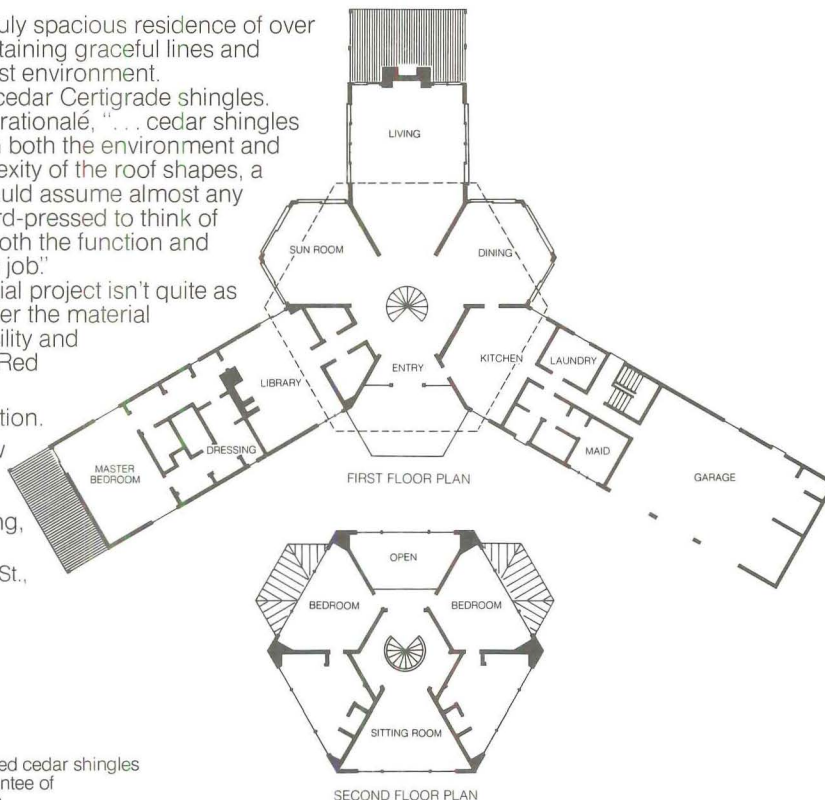 uly spacious residence of over
taining graceful lines and
st environment.
cedar Certigrade shingles.
rationalé, “... cedar shingles
both the environment and
exity of the roof shapes, a
uld assume almost any
rd-pressed to think of
oth the function and
job.”
ial project isn't quite as
er the material
ility and
Red
tion.
ng,
St.,
ed cedar shingles
ntee of
LIVING
SUN ROOM
DINING
LIBRARY
ENTRY
KITCHEN
LAUNDRY
MASTER
BEDROOM
DRESSING
MAID
GARAGE
FIRST FLOOR PLAN
OPEN
BEDROOM
BEDROOM
SITTING ROOM
SECOND FLOOR PLAN